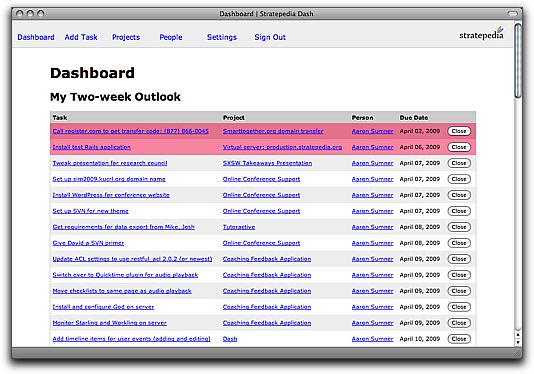 Dashboard | Stratepedia Dash
Dashboard Add Task Projects People Settings Sign Out stratepedia
Dashboard
My Two-week Outlook
Task Project Person Due Date
Call register.com to get transfer code: (877) 866-0045 Smarttogether.org domain transfer Aaron Sumner April 02, 2009 Close
Install test Rails application Virtual server: production.stratepedia.org Aaron Sumner April 06, 2009 Close
Tweak presentation for research council SXSW Takeaways Presentation Aaron Sumner April 07, 2009 Close
Set up sim2009.kucrl.org domain name Online Conference Support Aaron Sumner April 07, 2009 Close
Install WordPress for conference website Online Conference Support Aaron Sumner April 07, 2009 Close
Set up SVN for new theme Online Conference Support Aaron Sumner April 07, 2009 Close
Get requirements for data export from Mike, Josh Tutoractive Aaron Sumner April 08, 2009 Close
Give David a SVN primer Online Conference Support Aaron Sumner April 08, 2009 Close
Update ACL settings to use restful_acl 2.0.2 (or newest) Coaching Feedback Application Aaron Sumner April 09, 2009 Close
Switch over to Quicktime plugin for audio playback Coaching Feedback Application Aaron Sumner April 09, 2009 Close
Move checklists to same page as audio playback Coaching Feedback Application Aaron Sumner April 09, 2009 Close
Install and configure God on server Coaching Feedback Application Aaron Sumner April 09, 2009 Close
Monitor Starling and Workling on server Coaching Feedback Application Aaron Sumner April 09, 2009 Close
Add timeline items for user events (adding and editing) Dash Aaron Sumner April 10, 2009 Close